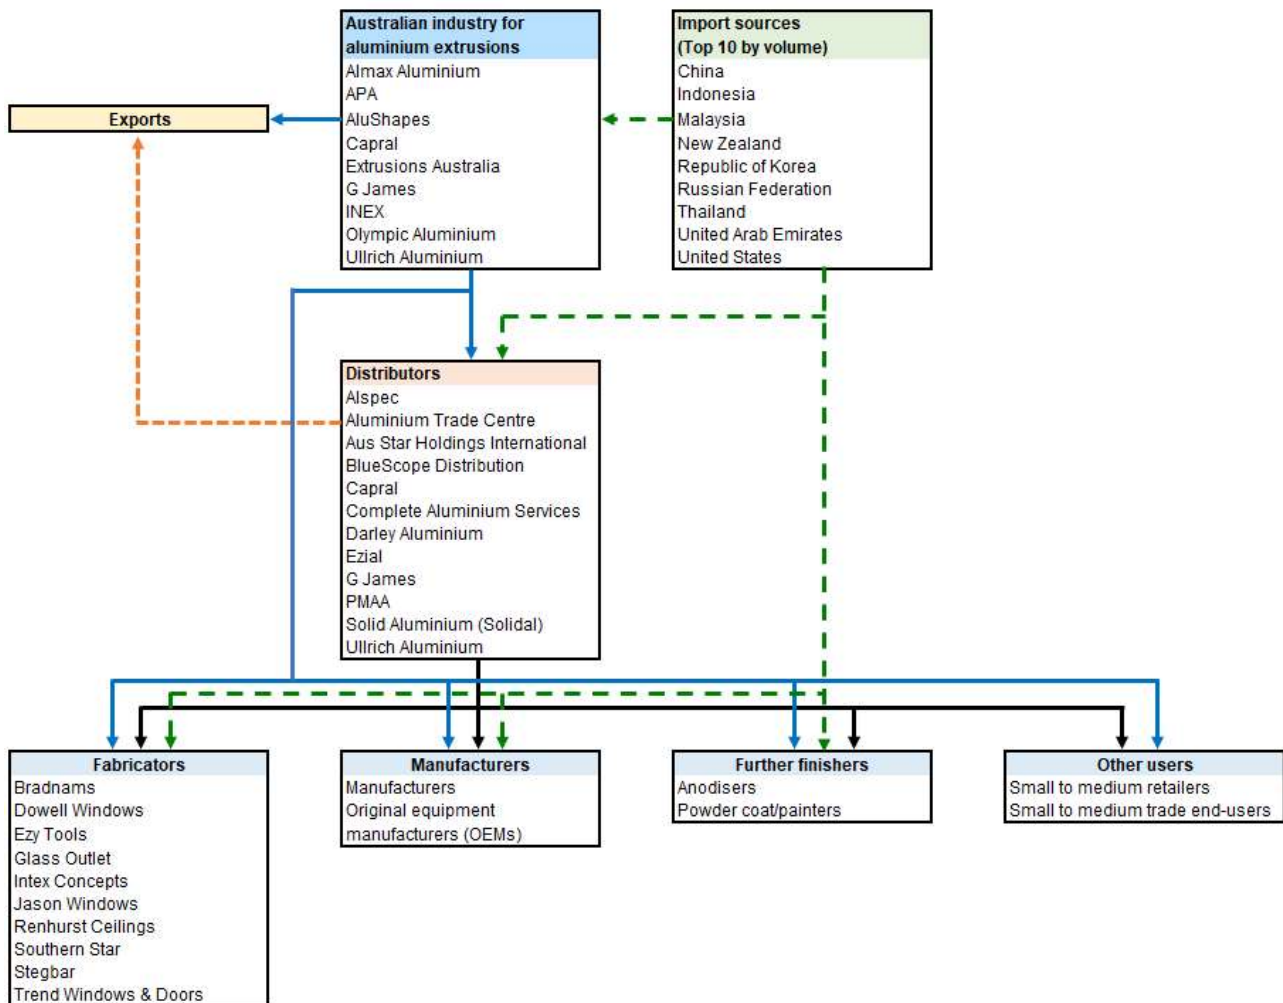 Australian industry for
aluminium extrusions
Almax Aluminium
APA
AluShapes
Capral
Extrusions Australia
G James
INEX
Olympic Aluminium
Ullrich Aluminium
Import sources
(Top 10 by volume)
China
Indonesia
Malaysia
New Zealand
Republic of Korea
Russian Federation
Thailand
United Arab Emirates
United States
Exports
Distributors
Alspec
Aluminium Trade Centre
Aus Star Holdings International
BlueScope Distribution
Capral
Complete Aluminium Services
Darley Aluminium
Ezial
G James
PMAA
Solid Aluminium (Solidal)
Ullrich Aluminium
Fabricators
Bradnams
Dowell Windows
Ezy Tools
Glass Outlet
Intex Concepts
Jason Windows
Renhurst Ceilings
Southern Star
Stegbar
Trend Windows & Doors
Manufacturers
Manufacturers
Original equipment
manufacturers (OEMs)
Further finishers
Anodisers
Powder coat/painters
Other users
Small to medium retailers
Small to medium trade end-users